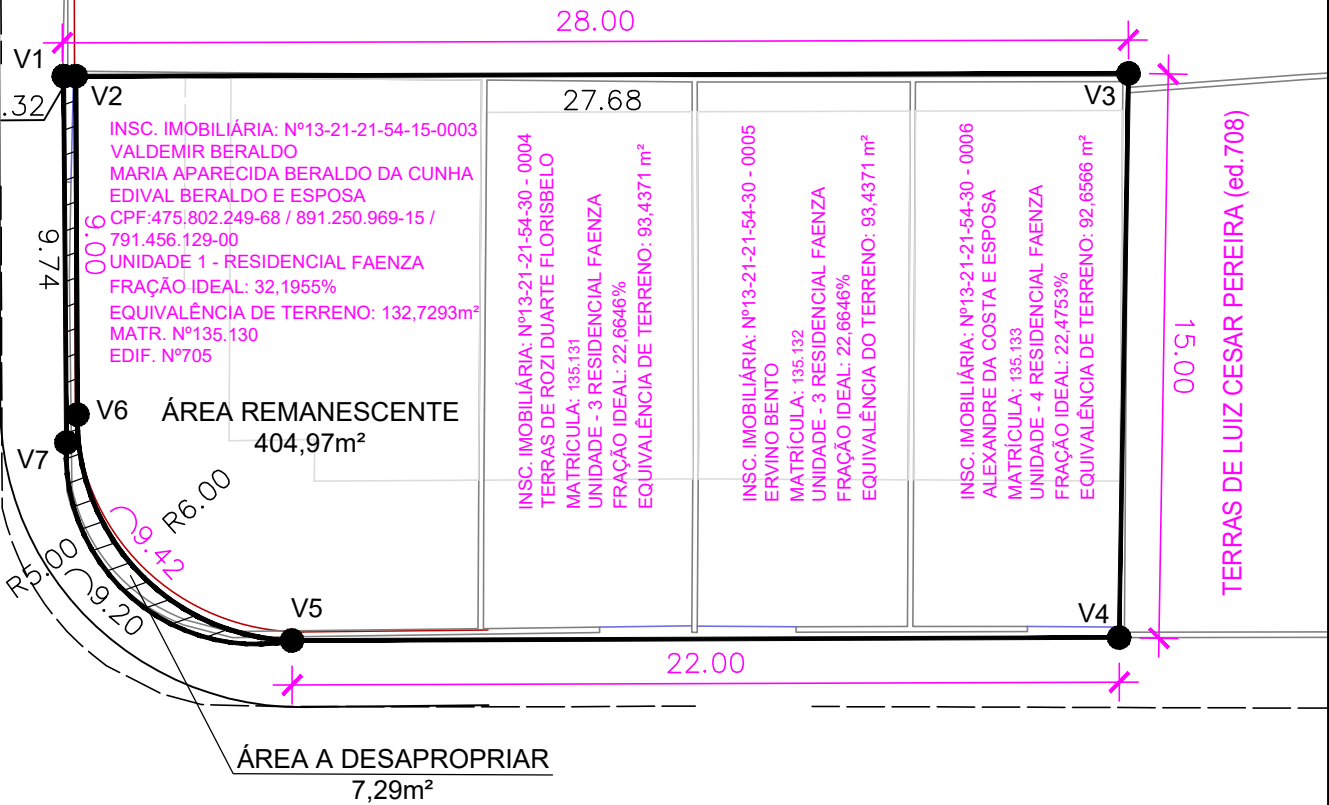 28.00
V1
V2
V3
.32
27.68
INSC. IMOBILIÁRIA: Nº13-21-21-54-15-0003
VALDEMIR BERALDO
MARIA APARECIDA BERALDO DA CUNHA
EDIVAL BERALDO E ESPOSA
CPF:475.802.249-68 / 891.250.969-15 /
791.456.129-00
UNIDADE 1 - RESIDENCIAL FAENZA
FRAÇÃO IDEAL: 32,1955%
EQUIVALÊNCIA DE TERRENO: 132,7293m²
MATR. Nº135.130
EDIF. Nº705
9.00
9.74
INSC. IMOBILIÁRIA: Nº13-21-21-54-30 - 0004
TERRAS DE ROZI DUARTE FLORISBELO
MATRÍCULA: 135.131
UNIDADE - 3 RESIDENCIAL FAENZA
FRAÇÃO IDEAL: 22,6646%
EQUIVALÊNCIA DE TERRENO: 93,4371 m²
INSC. IMOBILIÁRIA: Nº13-21-21-54-30 - 0005
ERVINO BENTO
MATRÍCULA: 135.132
UNIDADE - 3 RESIDENCIAL FAENZA
FRAÇÃO IDEAL: 22,6646%
EQUIVALÊNCIA DO TERRENO: 93,4371 m²
INSC. IMOBILIÁRIA: Nº13-21-21-54-30 - 0006
ALEXANDRE DA COSTA E ESPOSA
MATRÍCULA: 135.133
UNIDADE - 4 RESIDENCIAL FAENZA
FRAÇÃO IDEAL: 22,4753%
EQUIVALÊNCIA DE TERRENO: 92,6566 m²
15.00
TERRAS DE LUIZ CESAR PEREIRA (ed.708)
V6
ÁREA REMANESCENTE
404,97m²
V7
R6.00
9.42
R5.00
9.20
V5
V4
22.00
ÁREA A DESAPROPRIAR
7,29m²